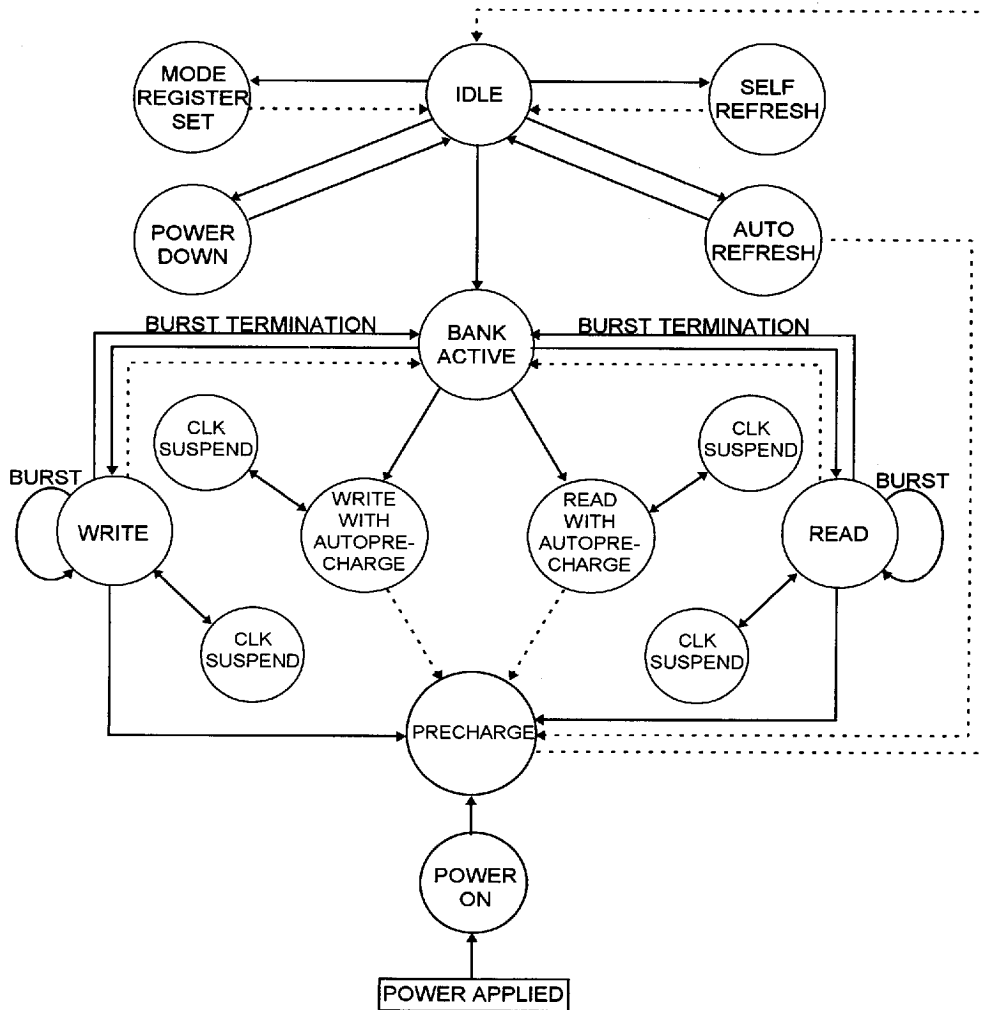 MODE
REGISTER
SET
IDLE
SELF
REFRESH
POWER
DOWN
AUTO
REFRESH
BURST TERMINATION
BANK
ACTIVE
BURST TERMINATION
CLK
SUSPEND
CLK
SUSPEND
BURST
WRITE
WRITE
WITH
AUTOPRE-
CHARGE
READ
WITH
AUTOPRE-
CHARGE
BURST
READ
CLK
SUSPEND
CLK
SUSPEND
PRECHARGE
POWER
ON
POWER APPLIED